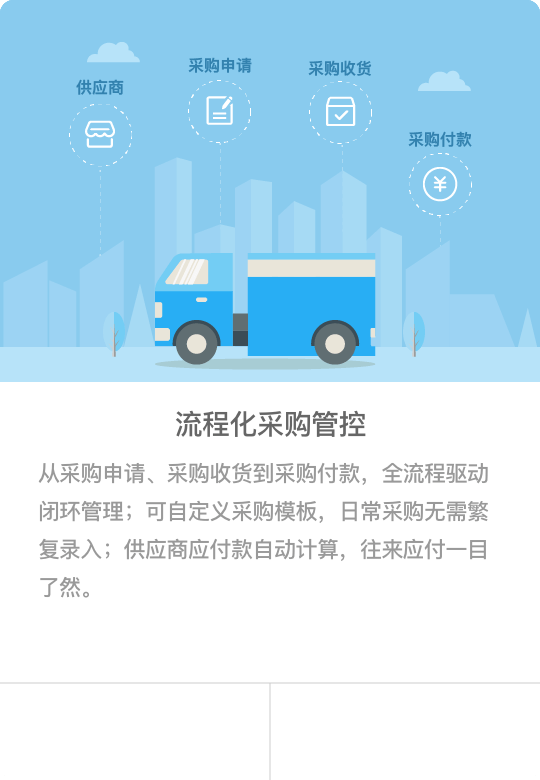 供应商
采购申请
采购收货
采购付款
¥
流程化采购管控
从采购申请、采购收货到采购付款，全流程驱动
闭环管理；可自定义采购模板，日常采购无需繁
复录入；供应商应付款自动计算，往来应付一目
了然。